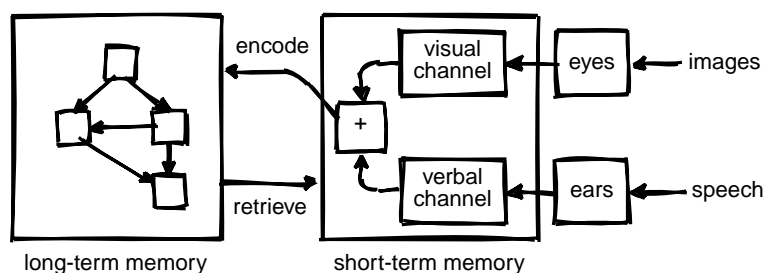 encode
visual
channel
eyes
images
+
retrieve
verbal
channel
ears
speech
long-term memory
short-term memory